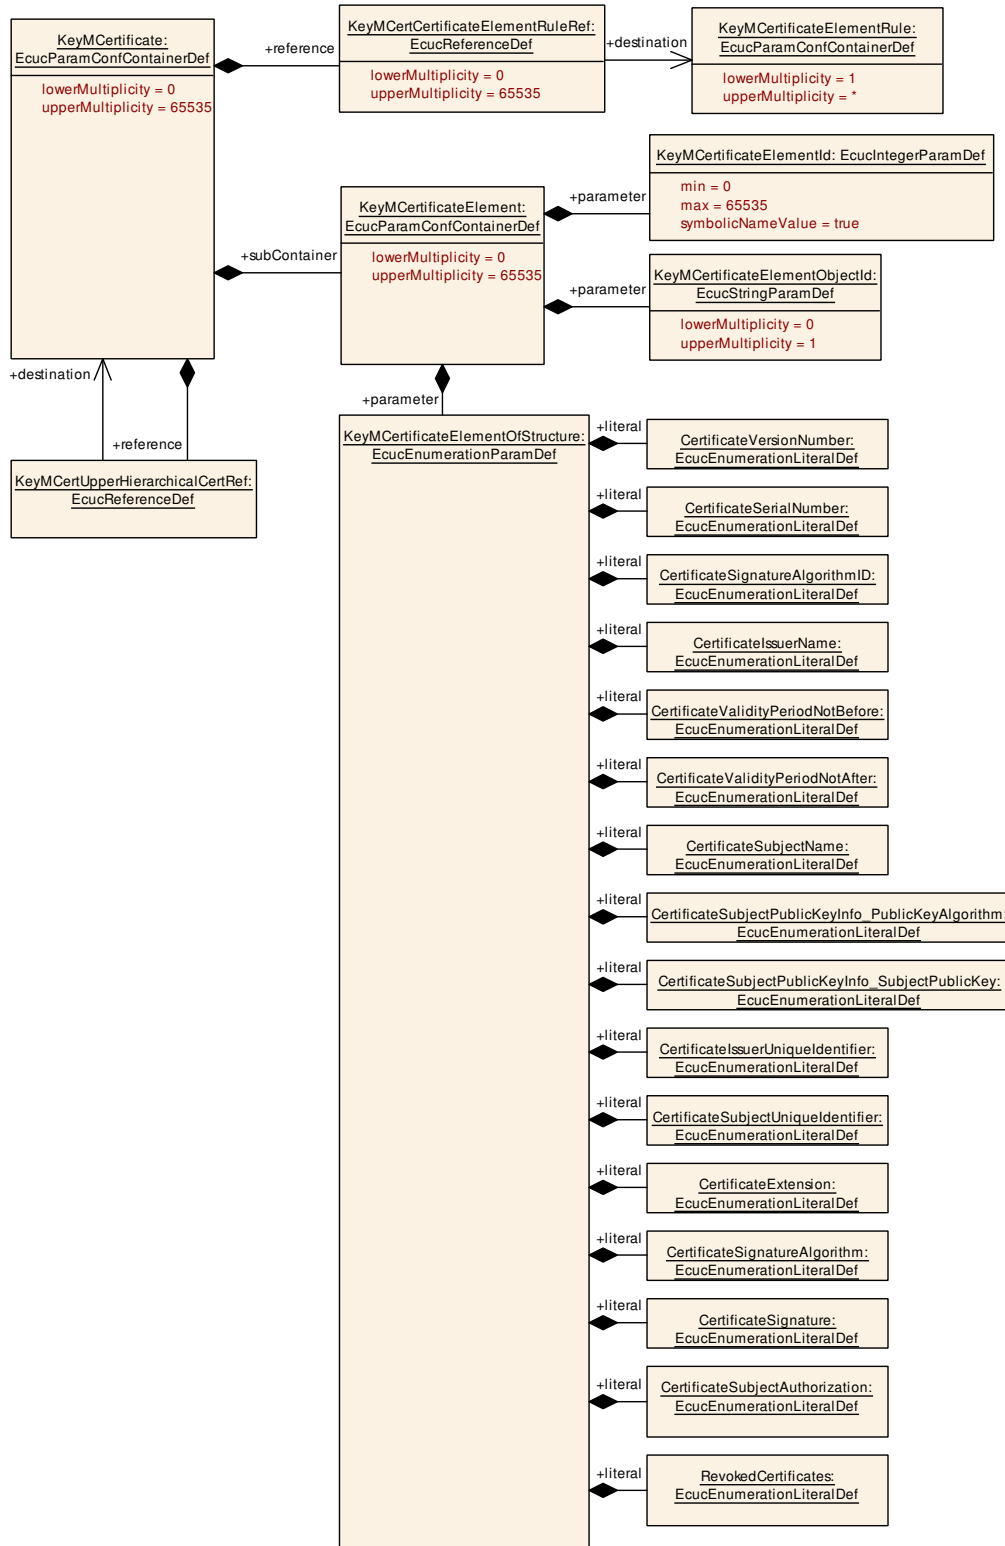 KeyMCertificate:
EcucParamConfContainerDef
lowerMultiplicity = 0
upperMultiplicity = 65535
+reference
KeyMCertCertificateElementRuleRef:
EcucReferenceDef
lowerMultiplicity = 0
upperMultiplicity = 65535
+destination
KeyMCertificateElementRule:
EcucParamConfContainerDef
lowerMultiplicity = 1
upperMultiplicity = *
+subContainer
KeyMCertificateElement:
EcucParamConfContainerDef
lowerMultiplicity = 0
upperMultiplicity = 65535
+parameter
KeyMCertificateElementId: EcucIntegerParamDef
min = 0
max = 65535
symbolicNameValue = true
+parameter
KeyMCertificateElementObjectId:
EcucStringParamDef
lowerMultiplicity = 0
upperMultiplicity = 1
+destination
+reference
KeyMCertUpperHierarchicalCertRef:
EcucReferenceDef
+parameter
KeyMCertificateElementOfStructure:
EcucEnumerationParamDef
+literal
CertificateVersionNumber:
EcucEnumerationLiteralDef
+literal
CertificateSerialNumber:
EcucEnumerationLiteralDef
+literal
CertificateSignatureAlgorithmID:
EcucEnumerationLiteralDef
+literal
CertificateIssuerName:
EcucEnumerationLiteralDef
+literal
CertificateValidityPeriodNotBefore:
EcucEnumerationLiteralDef
+literal
CertificateValidityPeriodNotAfter:
EcucEnumerationLiteralDef
+literal
CertificateSubjectName:
EcucEnumerationLiteralDef
+literal
CertificateSubjectPublicKeyInfo_PublicKeyAlgorithm:
EcucEnumerationLiteralDef
+literal
CertificateSubjectPublicKeyInfo_SubjectPublicKey:
EcucEnumerationLiteralDef
+literal
CertificateIssuerUniqueIdentifier:
EcucEnumerationLiteralDef
+literal
CertificateSubjectUniqueIdentifier:
EcucEnumerationLiteralDef
+literal
CertificateExtension:
EcucEnumerationLiteralDef
+literal
CertificateSignatureAlgorithm:
EcucEnumerationLiteralDef
+literal
CertificateSignature:
EcucEnumerationLiteralDef
+literal
CertificateSubjectAuthorization:
EcucEnumerationLiteralDef
+literal
RevokedCertificates:
EcucEnumerationLiteralDef